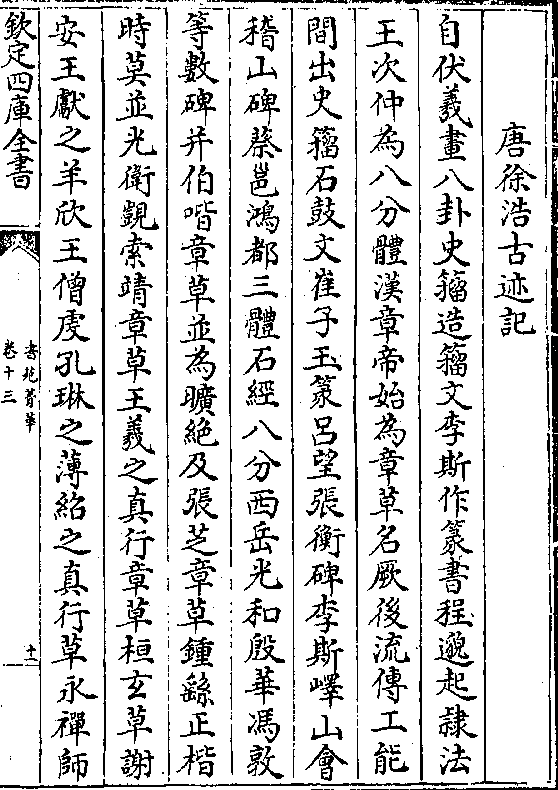 唐徐浩古迹記
自伏羲畫八卦史籀造籀文李斯作篆書程邈起隸法
王次仲為八分體漢章帝始為章草名厥後流傳工能
間出史籀石鼓文崔子玉篆呂望張衡碑李斯嶧山會
稽山碑蔡邕鴻都三體石經八分西岳光和殷華馮敦
等數碑并伯喈章草並為曠絶及張芝章草鍾繇正楷
時莫並光衛覬索靖章草王羲之真行章草桓玄草謝
安王獻之羊欣王僧虔孔琳之薄紹之真行草永禪師
欽定四庫全書
書苑菁華
卷十三
十二